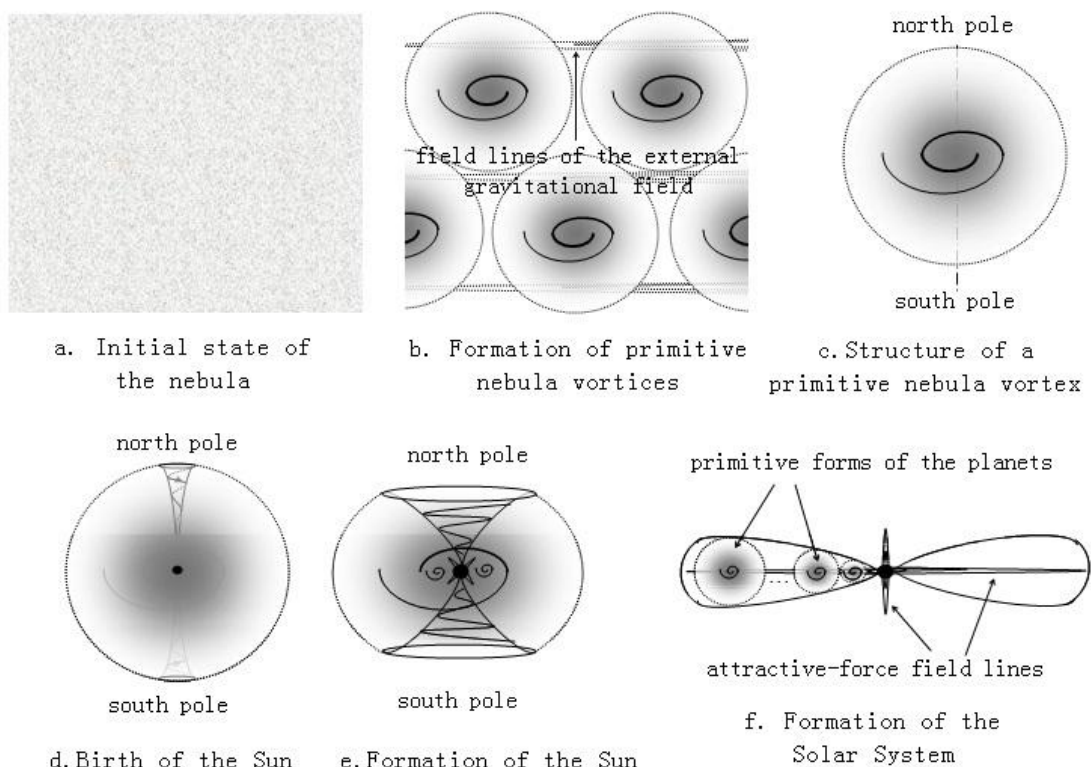 north pole
field lines of the external
gravitational field
south pole
a. Initial state of
the nebula
b. Formation of primitive
nebula vortices
c.Structure of a
primitive nebula vortex
north pole
south pole
d.Birth of the Sun
north pole
south pole
e.Formation of the Sun
primitive forms of the planets
attractive-force field lines
f. Formation of the
Solar System